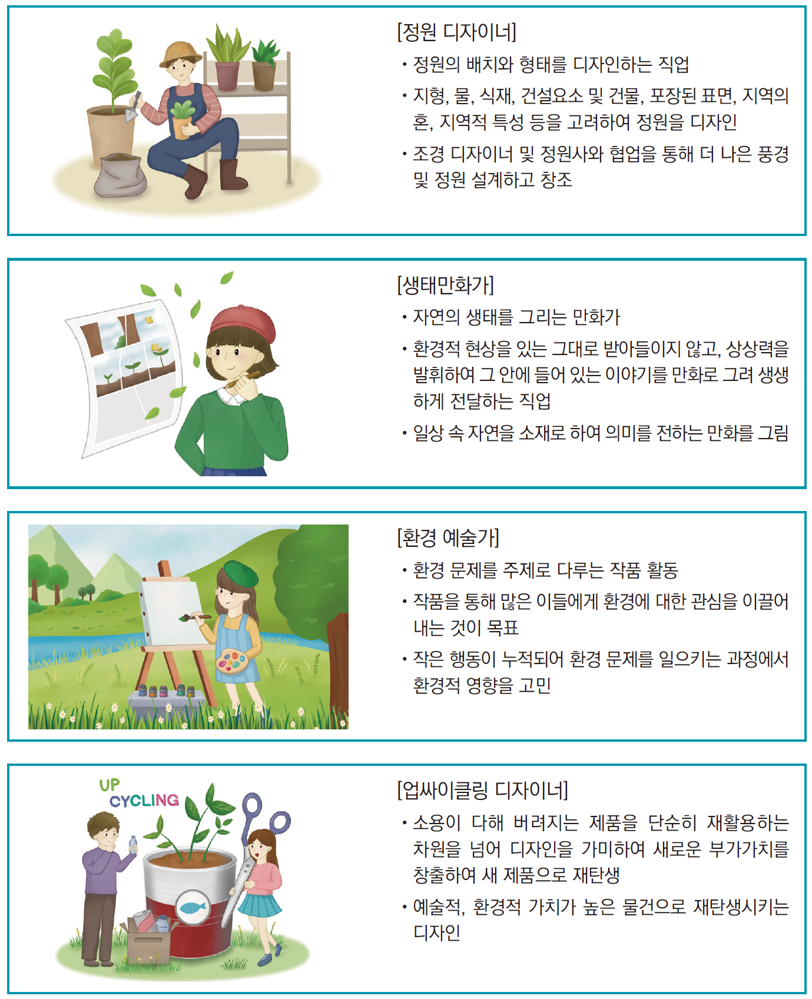 [정원 디자이너]
• 정원의 배치와 형태를 디자인하는 직업
• 지형, 물, 식재, 건설요소 및 건물, 포장된 표면, 지역의
혼, 지역적 특성 등을 고려하여 정원을 디자인
• 조경 디자이너 및 정원사와 협업을 통해 더 나은 풍경
및 정원 설계하고 창조
[생태만화가]
• 자연의 생태를 그리는 만화가
• 환경적 현상을 있는 그대로 받아들이지 않고, 상상력을
발휘하여 그 안에 들어 있는 이야기를 만화로 그려 생생
하게 전달하는 직업
• 일상 속 자연을 소재로 하여 의미를 전하는 만화를 그림
[환경 예술가]
• 환경 문제를 주제로 다루는 작품 활동
• 작품을 통해 많은 이들에게 환경에 대한 관심을 이끌어
내는 것이 목표
• 작은 행동이 누적되어 환경 문제를 일으키는 과정에서
환경적 영향을 고민
UP
CYCLING
[업싸이클링 디자이너]
• 소용이 다해 버려지는 제품을 단순히 재활용하는
차원을 넘어 디자인을 가미하여 새로운 부가가치를
창출하여 새 제품으로 재탄생
• 예술적, 환경적 가치가 높은 물건으로 재탄생시키는
디자인